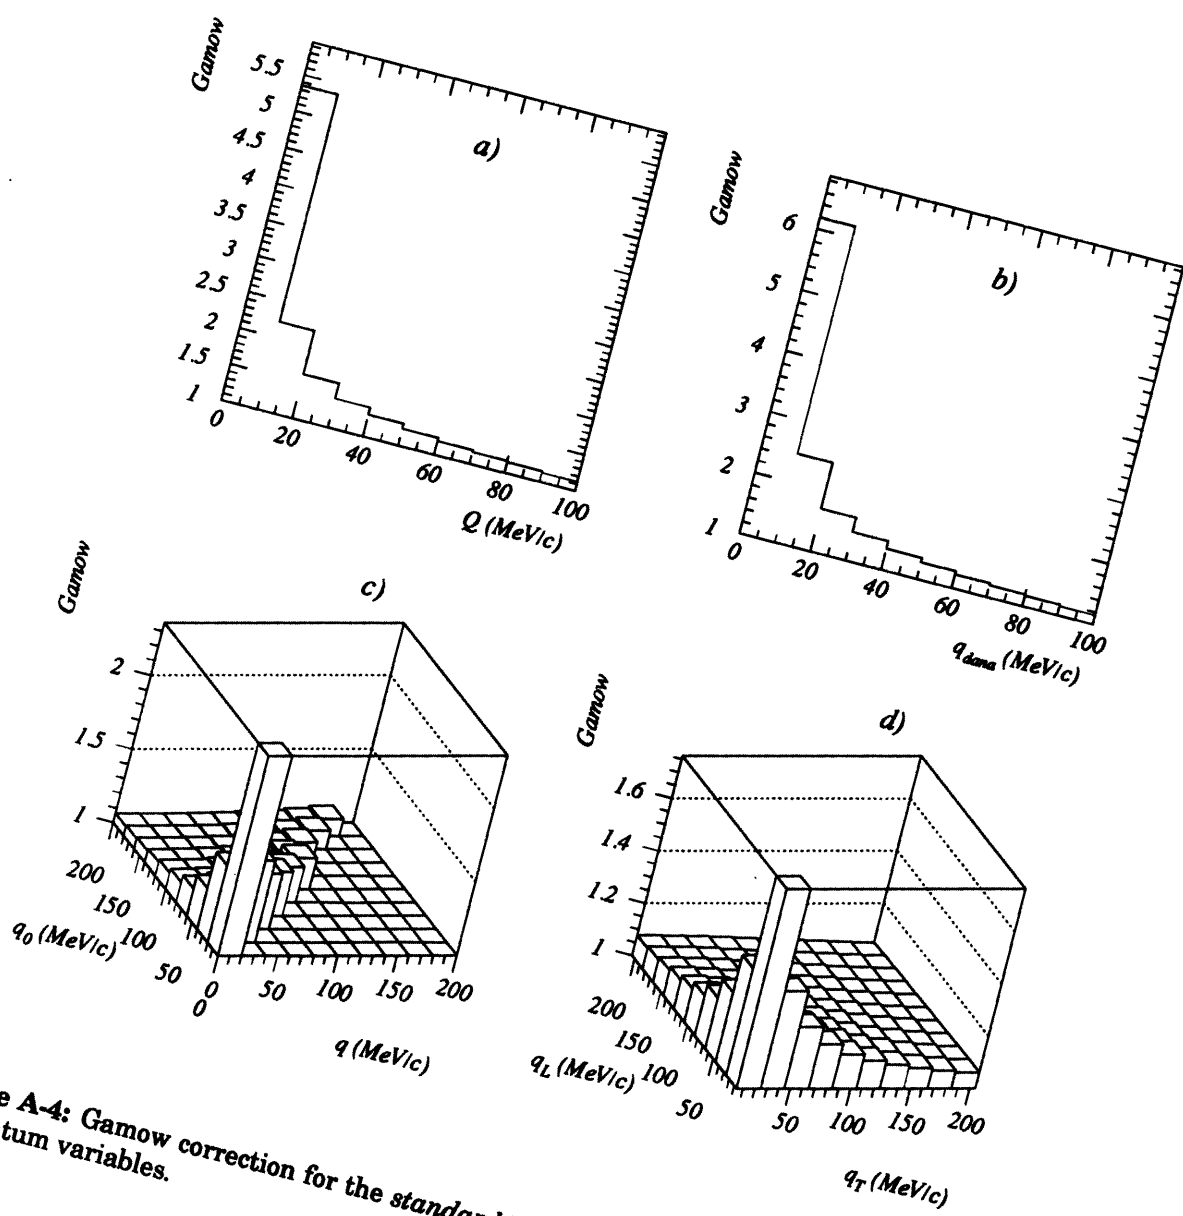 Gamow
5.5
5
4.5
4
3.5
3
2.5
2
1.5
1
a)
0 20 40 60 80 100
Q (MeV/c)
Gamow
6
5
4
3
2
1
b)
0 20 40 60 80 100
q_dana (MeV/c)
Gamow
c)
2
1.5
1
200
150
100
50
0
q_0 (MeV/c)
0 50 100 150 200
q (MeV/c)
Gamow
d)
1.6
1.4
1.2
1
200
150
100
50
q_L (MeV/c)
50 100 150 200
q_T (MeV/c)
A-4: Gamow correction for the
variables.